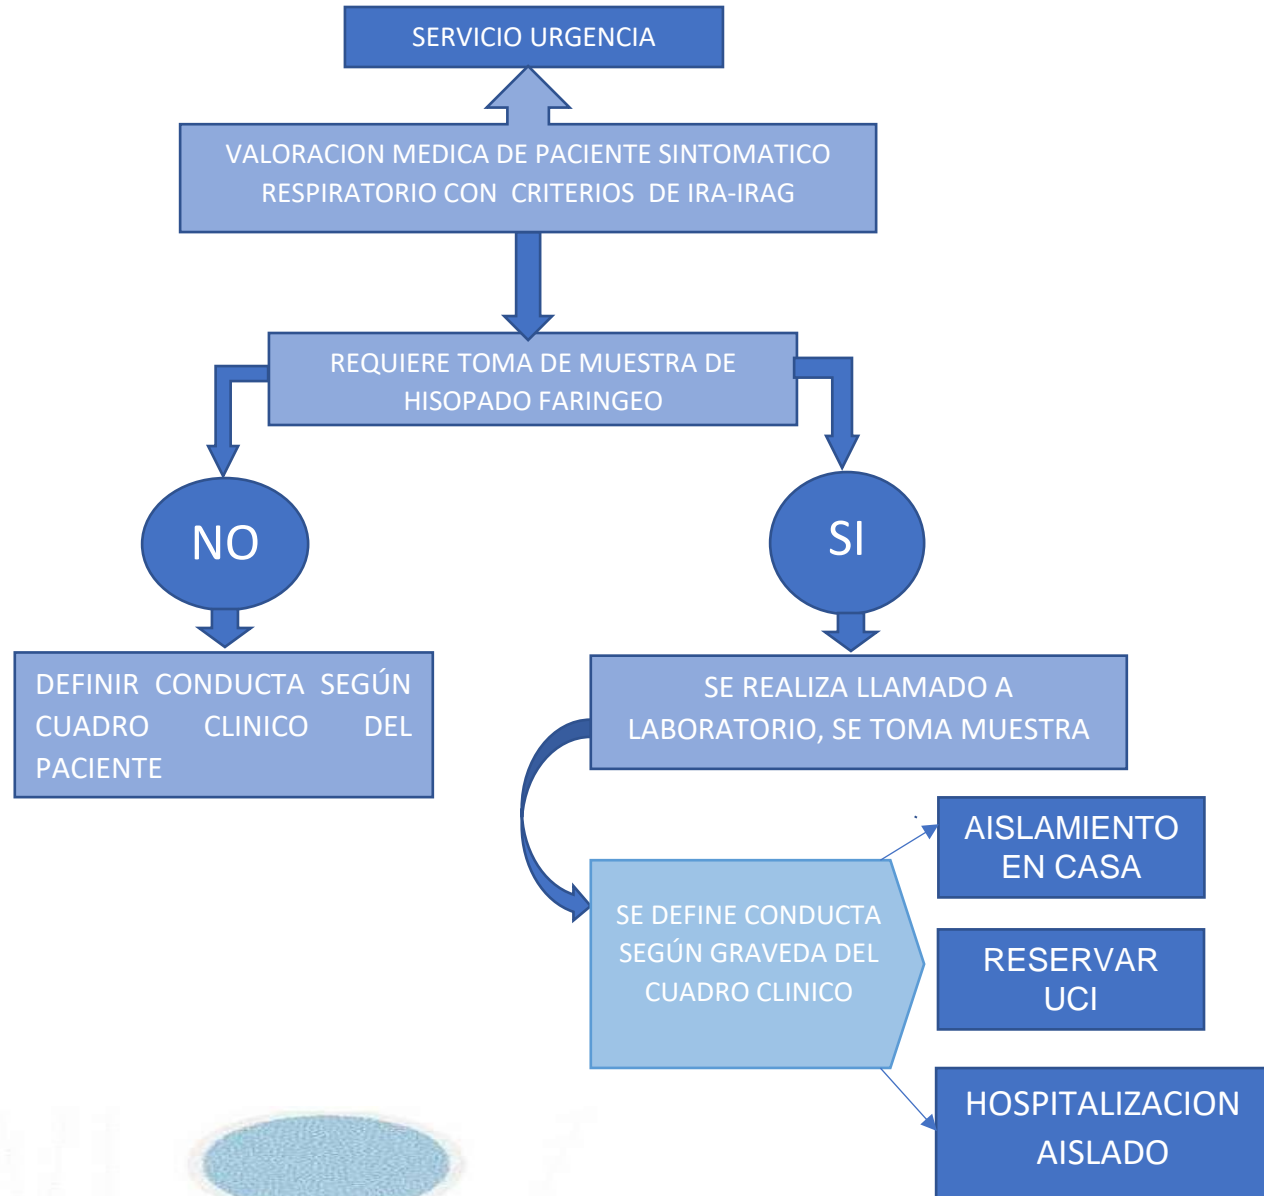 SERVICIO URGENCIA
VALORACION MEDICA DE PACIENTE SINTOMATICO
RESPIRATORIO CON CRITERIOS DE IRA-IRAG
REQUIERE TOMA DE MUESTRA DE
HISOPADO FARINGEO
NO
SI
DEFINIR CONDUCTA SEGÚN
CUADRO CLINICO DEL
PACIENTE
SE REALIZA LLAMADO A
LABORATORIO, SE TOMA MUESTRA
SE DEFINE CONDUCTA
SEGÚN GRAVEDA DEL
CUADRO CLINICO
AISLAMIENTO
EN CASA
RESERVAR
UCI
HOSPITALIZACION
AISLADO